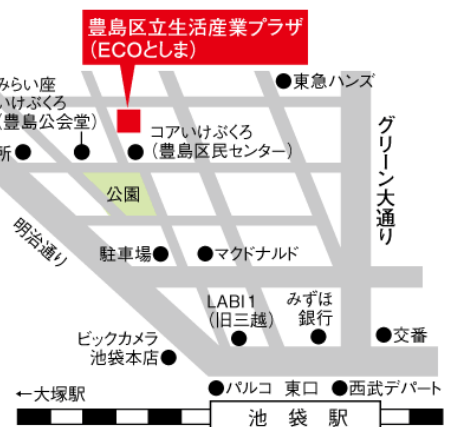 豊島区立生活産業プラザ
(ECOとしま)
東急ハンズ
みらい座
いけぶくろ
(豊島公会堂)
コアいけぶくろ
(豊島区民センター)
所
グリーン大通り
公園
明治通り
駐車場
マクドナルド
LABI1
(旧三越)
みずほ
銀行
交番
ビックカメラ
池袋本店
パルコ 東口 西武デパート
←大塚駅
池袋駅